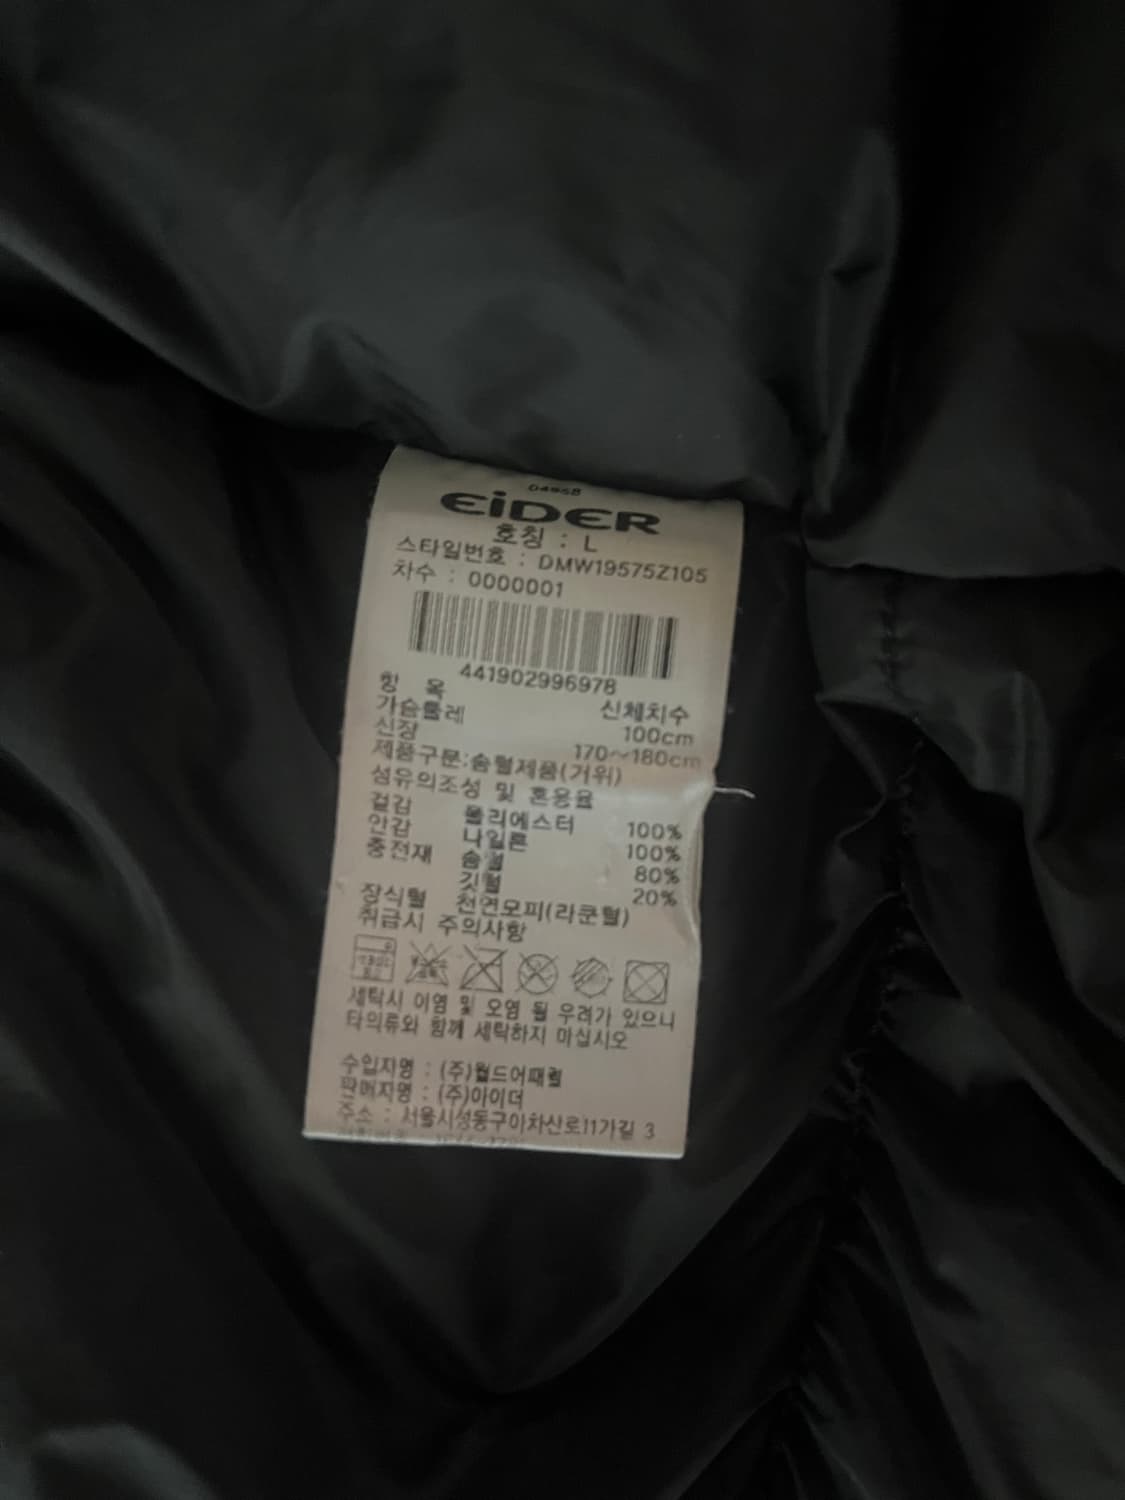 EiDER
호칭 : L
스타일번호 : DMW19575Z105
차수 : 0000001
441902996978
항 목 신체치수
가슴둘레 100cm
신장 170~180cm
제품구분:솜털제품(거위)
섬유의조성 및 혼용율
겉감 폴리에스터 100%
안감 나일론 100%
충전재 솜털 80%
깃털 20%
장식털 천연모피(라쿤털)
취급시 주의사항
세탁시 이염 및 오염 될 우려가 있으니
타의류와 함께 세탁하지 마십시오
수입자명 : (주)월드어패럴
판매자명 : (주)아이더
주소 : 서울시성동구아차산로11가길 3